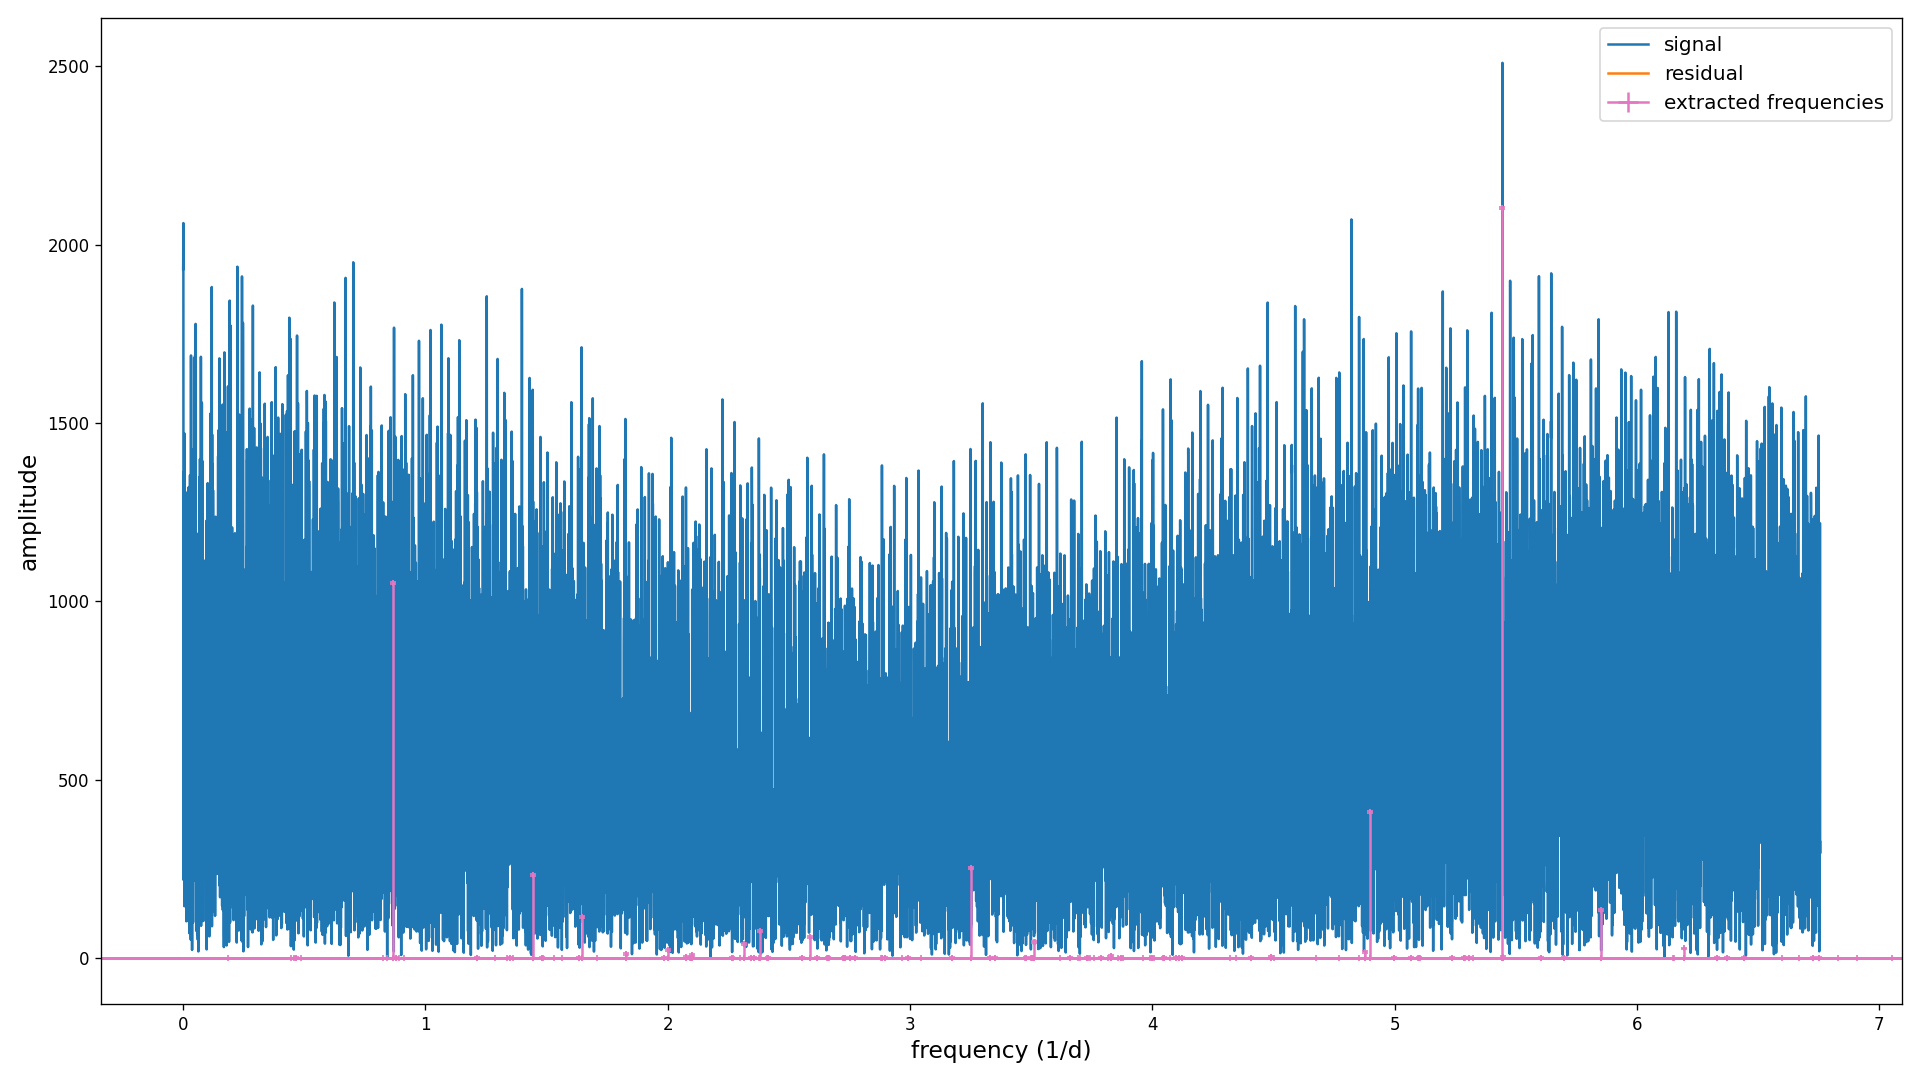 signal
residual
extracted frequencies
2500
2000
1500
1000
500
0
amplitude
0 1 2 3 4 5 6 7
frequency (1/d)